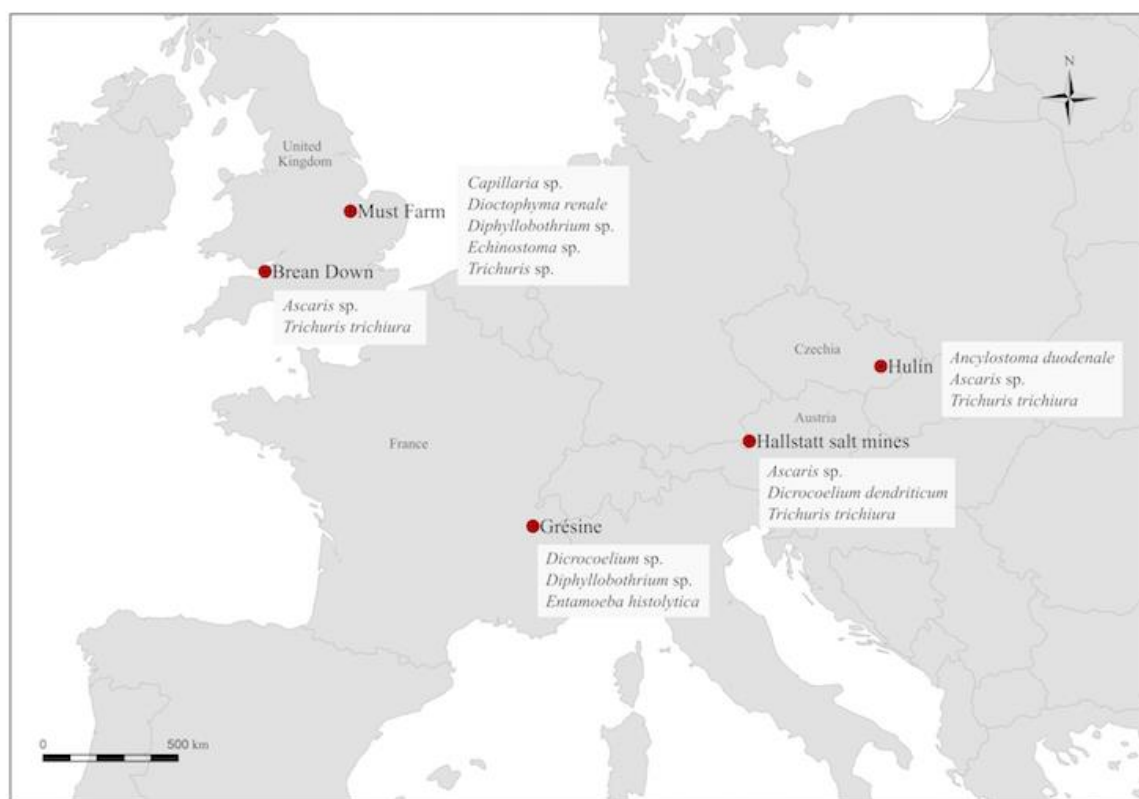 N
United
Kingdom
Must Farm
Capillaria sp.
Dioctophyma renale
Diphyllobothrium sp.
Echinostoma sp.
Trichuris sp.
Brean Down
Ascaris sp.
Trichuris trichiura
Czechia
Hulín
Ancylostoma duodenale
Ascaris sp.
Trichuris trichiura
Austria
Hallstatt salt mines
Ascaris sp.
Dicrocoelium dendriticum
Trichuris trichiura
France
Grésine
Dicrocoelium sp.
Diphyllobothrium sp.
Entamoeba histolytica
0 500 km